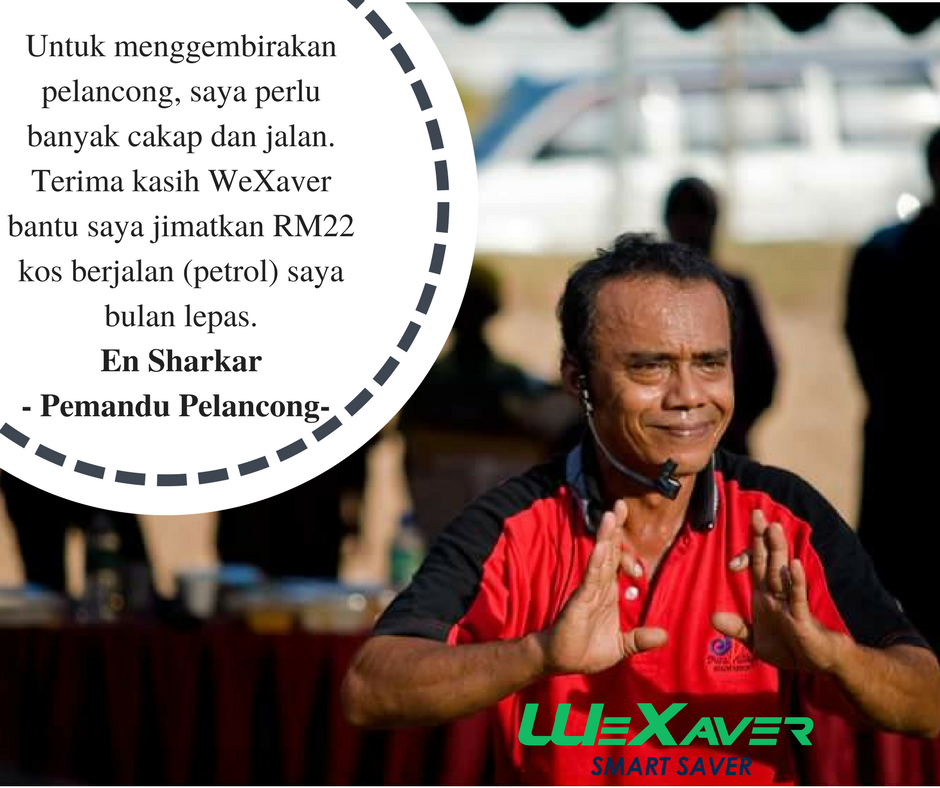 Untuk menggembirakan
pelancong, saya perlu
banyak cakap dan jalan.
Terima kasih WeXaver
bantu saya jimatkan RM22
kos berjalan (petrol) saya
bulan lepas.
En Sharkar
- Pemandu Pelancong-
WEXAVER
SMART SAVER